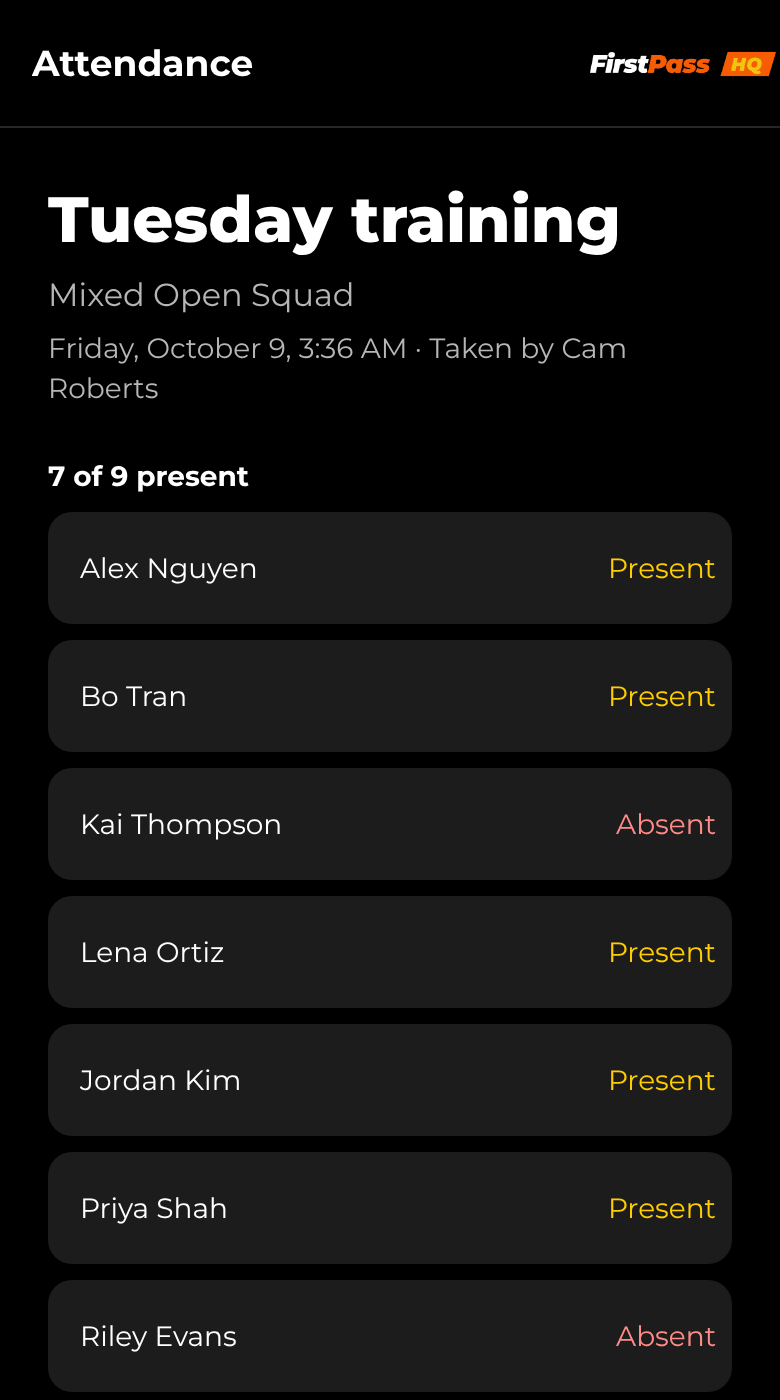 Attendance
FirstPass HQ
Tuesday training
Mixed Open Squad
Friday, October 9, 3:36 AM · Taken by Cam
Roberts
7 of 9 present
Alex Nguyen Present
Bo Tran Present
Kai Thompson Absent
Lena Ortiz Present
Jordan Kim Present
Priya Shah Present
Riley Evans Absent